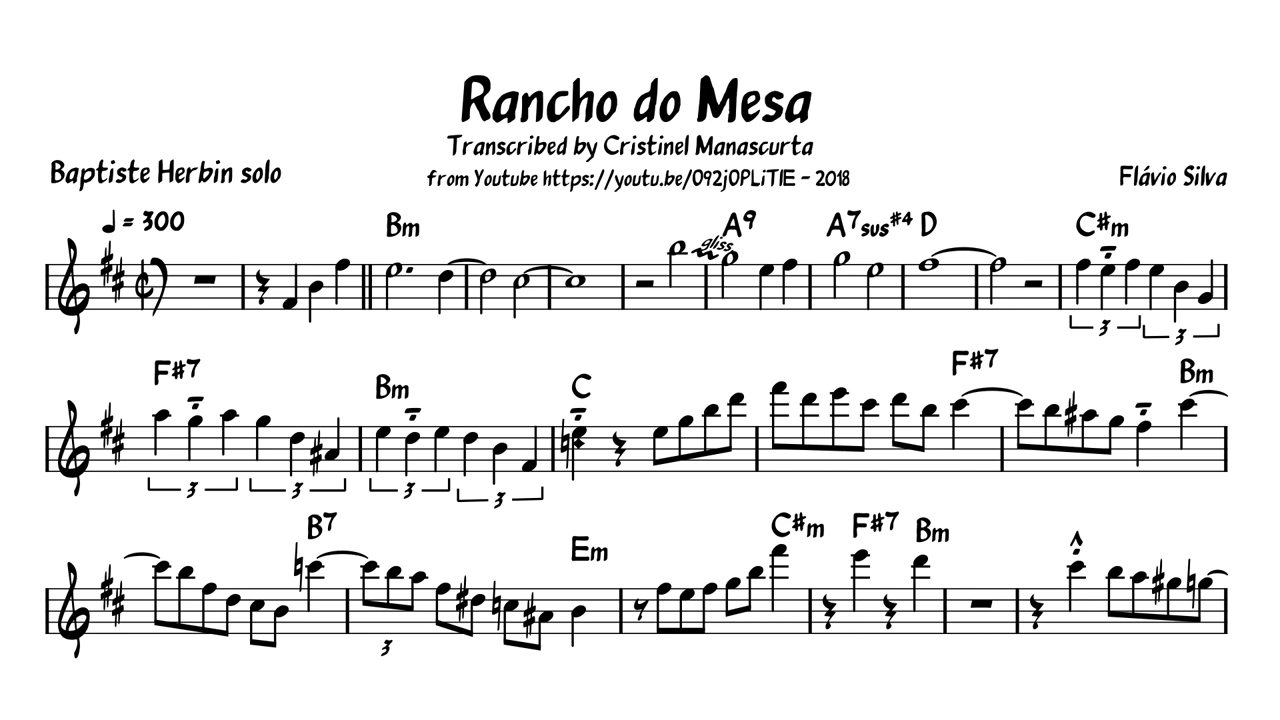 Rancho do Mesa
Transcribed by Cristinel Manascurta
Baptiste Herbin solo
from Youtube https://youtu.be/092j0PLiTlE - 2018
Flávio Silva
♩ = 300
Bm A9 A7sus#4 D C#m
gliss
3 3
F#7 Bm C F#7 Bm
3 3 3 3
B7 Em C#m F#7 Bm
3